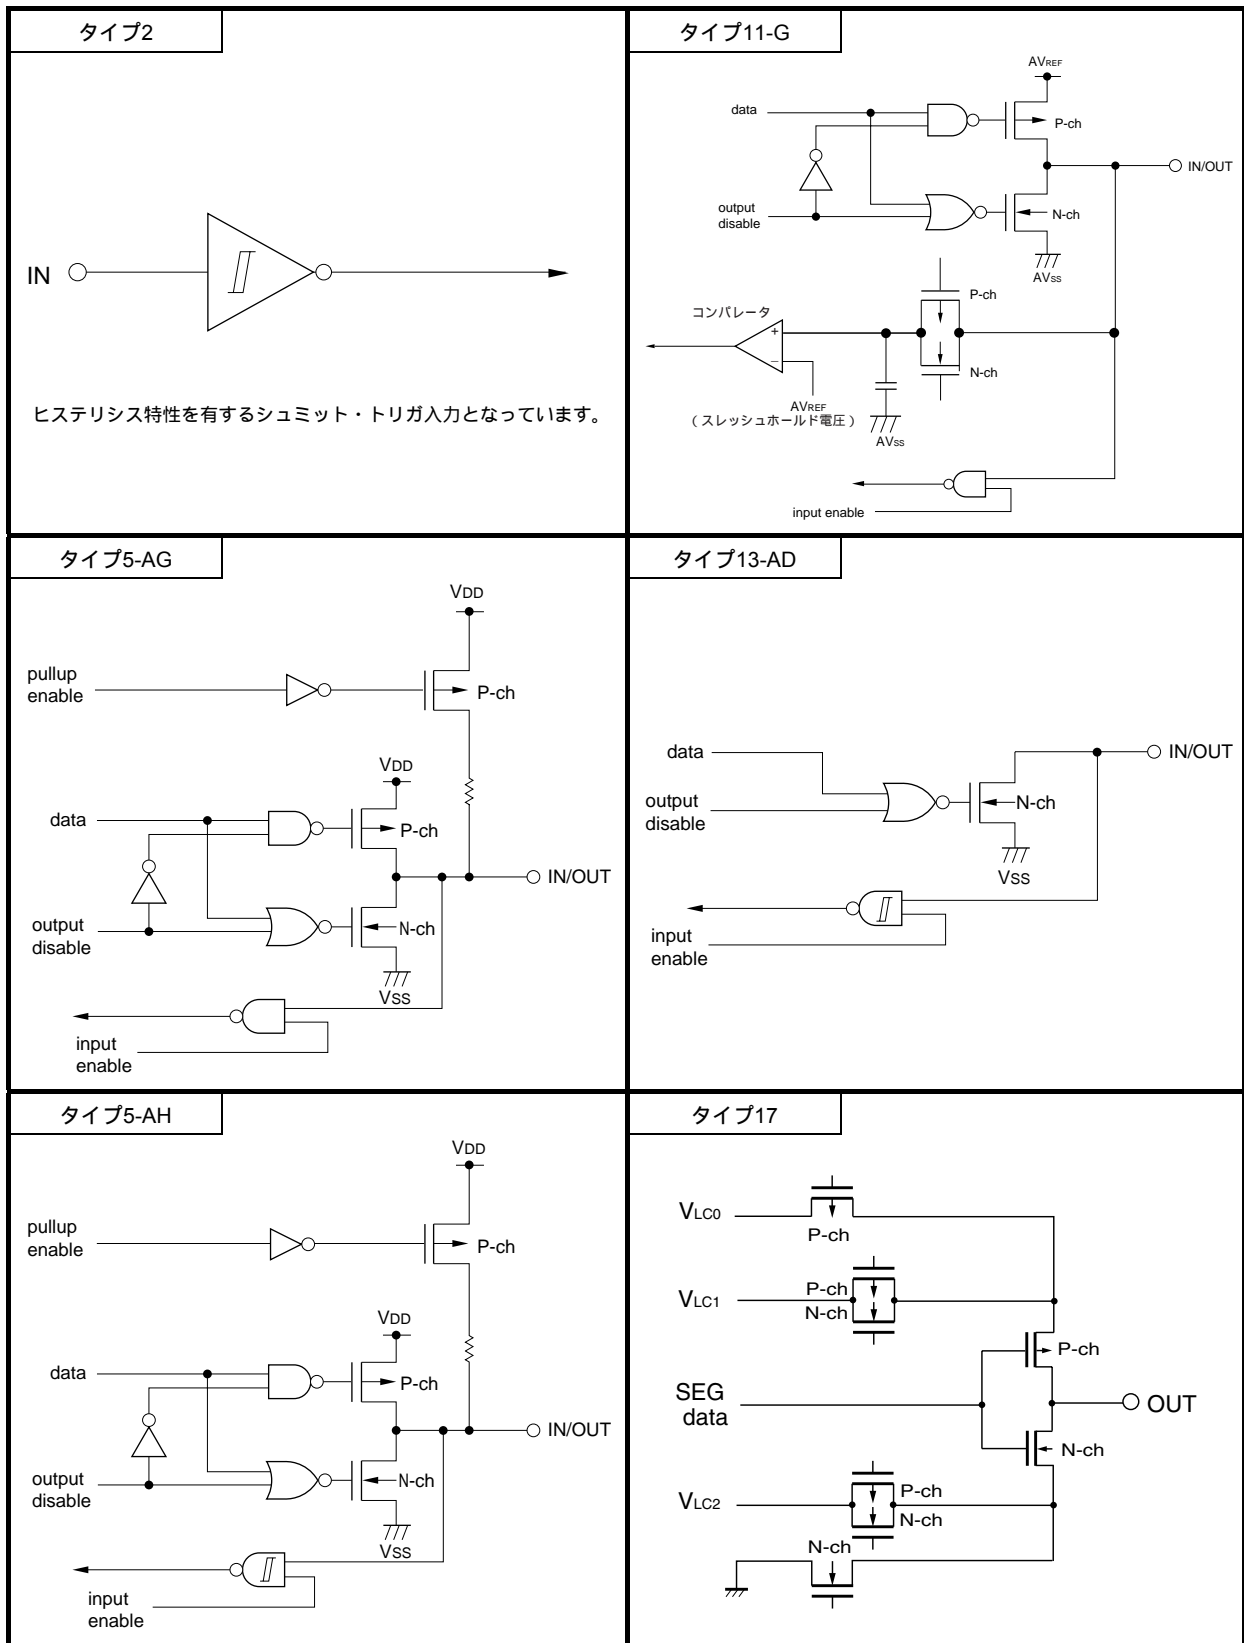 タイプ2
IN
ヒステリシス特性を有するシュミット・トリガ入力となっています。
タイプ11-G
AVREF
data
P-ch
IN/OUT
output
disable
N-ch
AVSS
P-ch
コンパレータ
+
−
N-ch
AVREF
（スレッシュホールド電圧）
AVSS
input enable
タイプ5-AG
VDD
pullup
enable
P-ch
VDD
data
P-ch
IN/OUT
output
disable
N-ch
VSS
input
enable
タイプ13-AD
data
IN/OUT
output
disable
N-ch
VSS
input
enable
タイプ5-AH
VDD
pullup
enable
P-ch
VDD
data
P-ch
IN/OUT
output
disable
N-ch
VSS
input
enable
タイプ17
VLC0
P-ch
VLC1
P-ch
N-ch
P-ch
SEG
data
OUT
N-ch
VLC2
P-ch
N-ch
N-ch